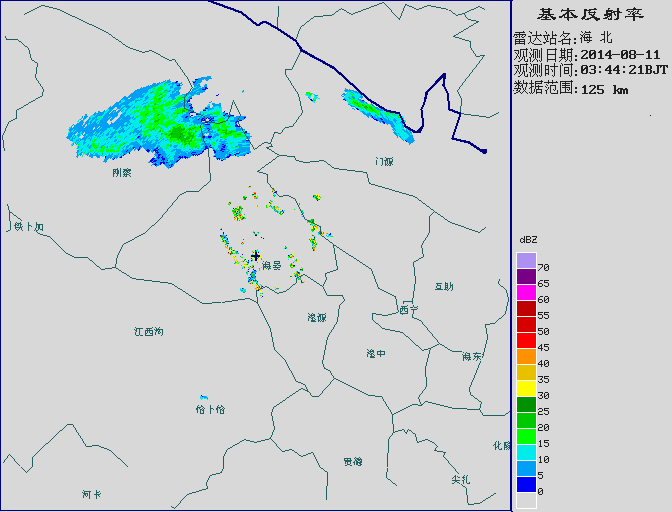 基本反射率
雷达站名: 海 北
观测日期: 2014-08-11
观测时间: 03:44:21BJT
数据范围: 125 km
门源
阴察
铁卜加
海晏
互助
西宁
湟源
江西沟
湟中
海东
恰卜恰
化隆
贵德
尖扎
河卡
dBZ
70
65
60
55
50
45
40
35
30
25
20
15
10
5
0